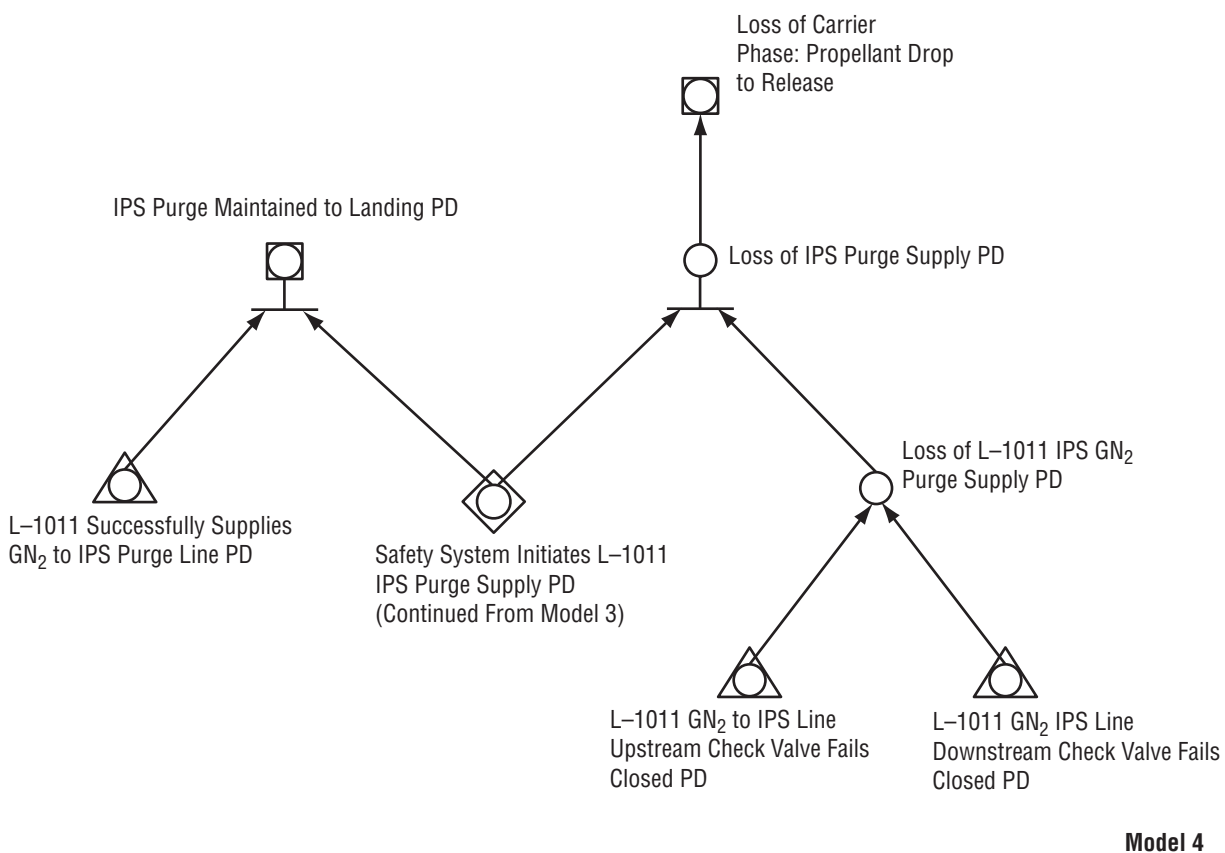 Loss of Carrier
Phase: Propellant Drop
to Release
IPS Purge Maintained to Landing PD
Loss of IPS Purge Supply PD
L–1011 Successfully Supplies
GN₂ to IPS Purge Line PD
Safety System Initiates L–1011
IPS Purge Supply PD
(Continued From Model 3)
Loss of L–1011 IPS GN₂
Purge Supply PD
L–1011 GN₂ to IPS Line
Upstream Check Valve Fails
Closed PD
L–1011 GN₂ IPS Line
Downstream Check Valve Fails
Closed PD
Model 4